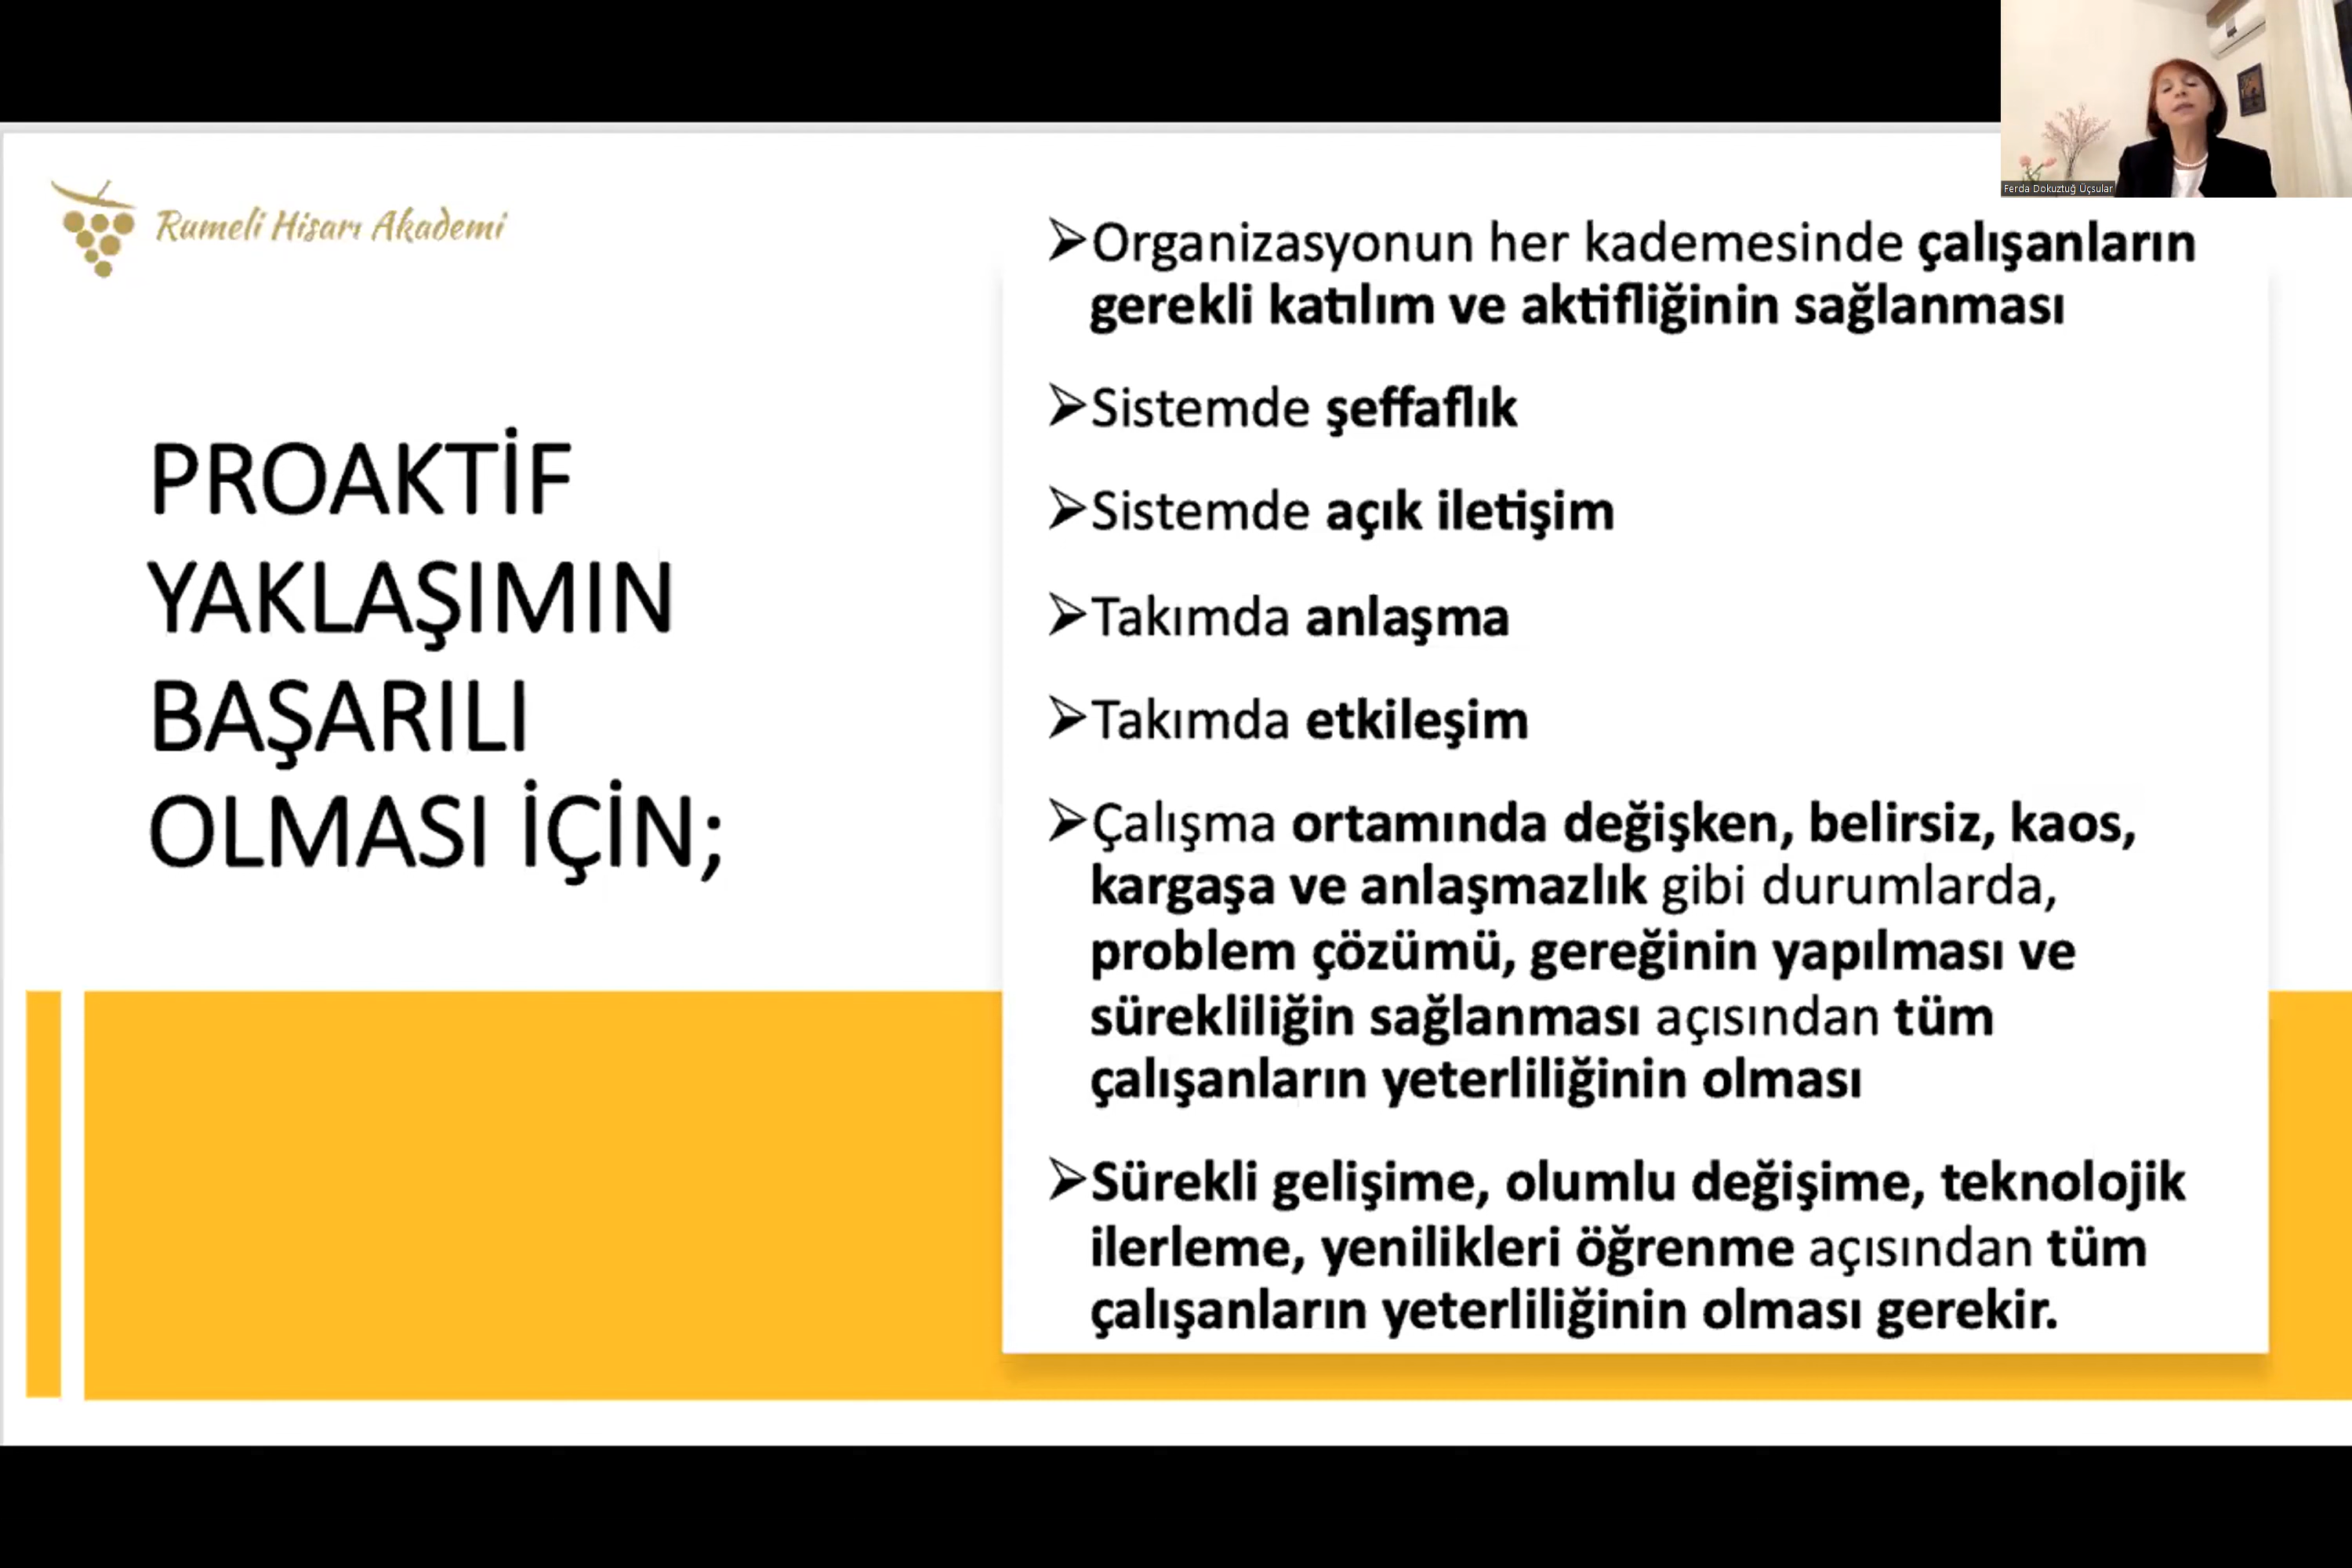 Rumeli Hisarı Akademi
PROAKTİF
YAKLAŞIMIN
BAŞARILI
OLMASI İÇİN;
Ferda Dokuztuğ Üçsular
➢Organizasyonun her kademesinde çalışanların
gerekli katılım ve aktifliğinin sağlanması
➢Sistemde şeffaflık
➢Sistemde açık iletişim
➢Takımda anlaşma
➢Takımda etkileşim
➢Çalışma ortamında değişken, belirsiz, kaos,
kargaşa ve anlaşmazlık gibi durumlarda,
problem çözümü, gereğinin yapılması ve
sürekliliğin sağlanması açısından tüm
çalışanların yeterliliğinin olması
➢Sürekli gelişime, olumlu değişime, teknolojik
ilerleme, yenilikleri öğrenme açısından tüm
çalışanların yeterliliğinin olması gerekir.